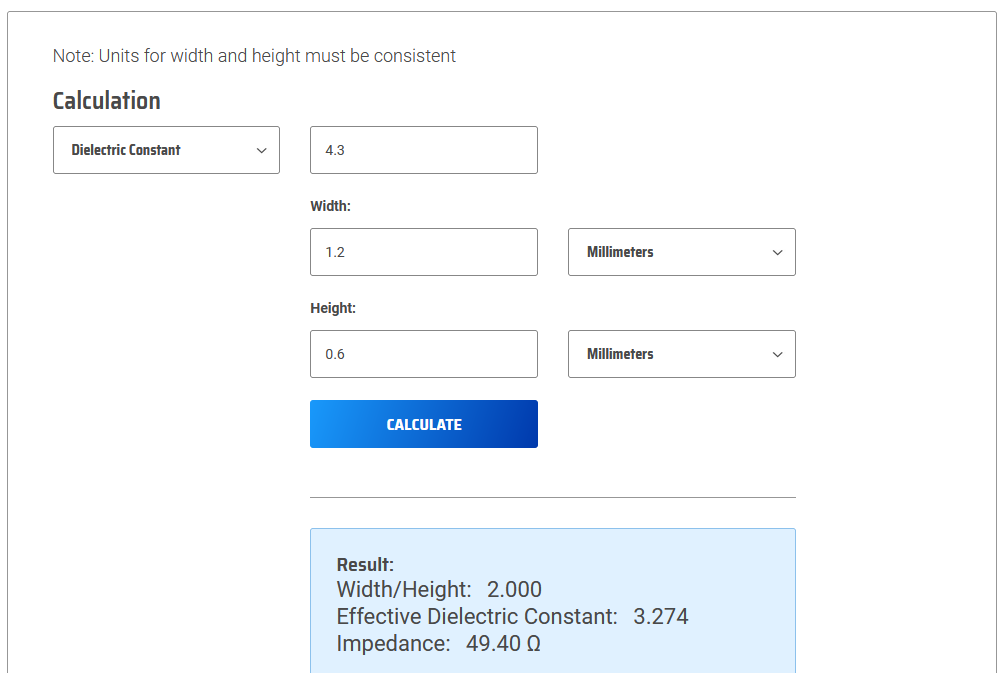 Note: Units for width and height must be consistent
Calculation
Dielectric Constant 4.3
Width:
1.2 Millimeters
Height:
0.6 Millimeters
CALCULATE
Result:
Width/Height: 2.000
Effective Dielectric Constant: 3.274
Impedance: 49.40 Ω